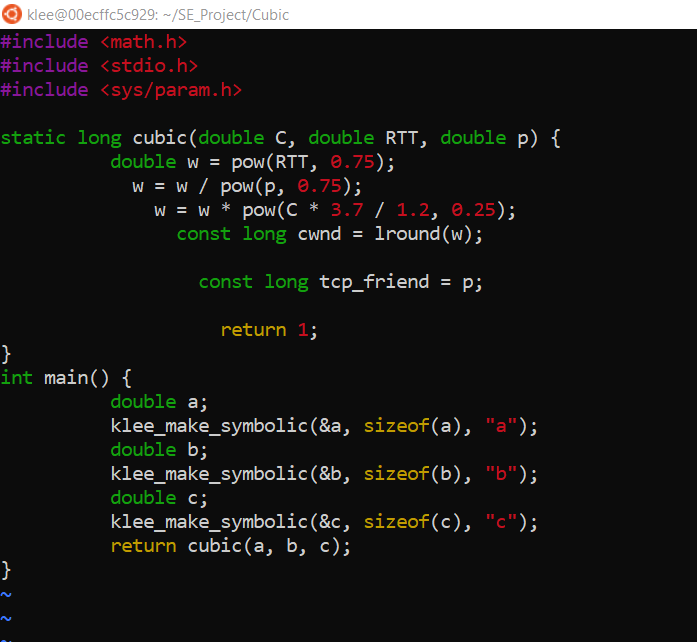 klee@00ecffc5c929: ~/SE_Project/Cubic
#include <math.h>
#include <stdio.h>
#include <sys/param.h>
static long cubic(double C, double RTT, double p) {
double w = pow(RTT, 0.75);
w = w / pow(p, 0.75);
w = w * pow(C * 3.7 / 1.2, 0.25);
const long cwnd = lround(w);
const long tcp_friend = p;
return 1;
}
int main() {
double a;
klee_make_symbolic(&a, sizeof(a), "a");
double b;
klee_make_symbolic(&b, sizeof(b), "b");
double c;
klee_make_symbolic(&c, sizeof(c), "c");
return cubic(a, b, c);
}
~
~
~